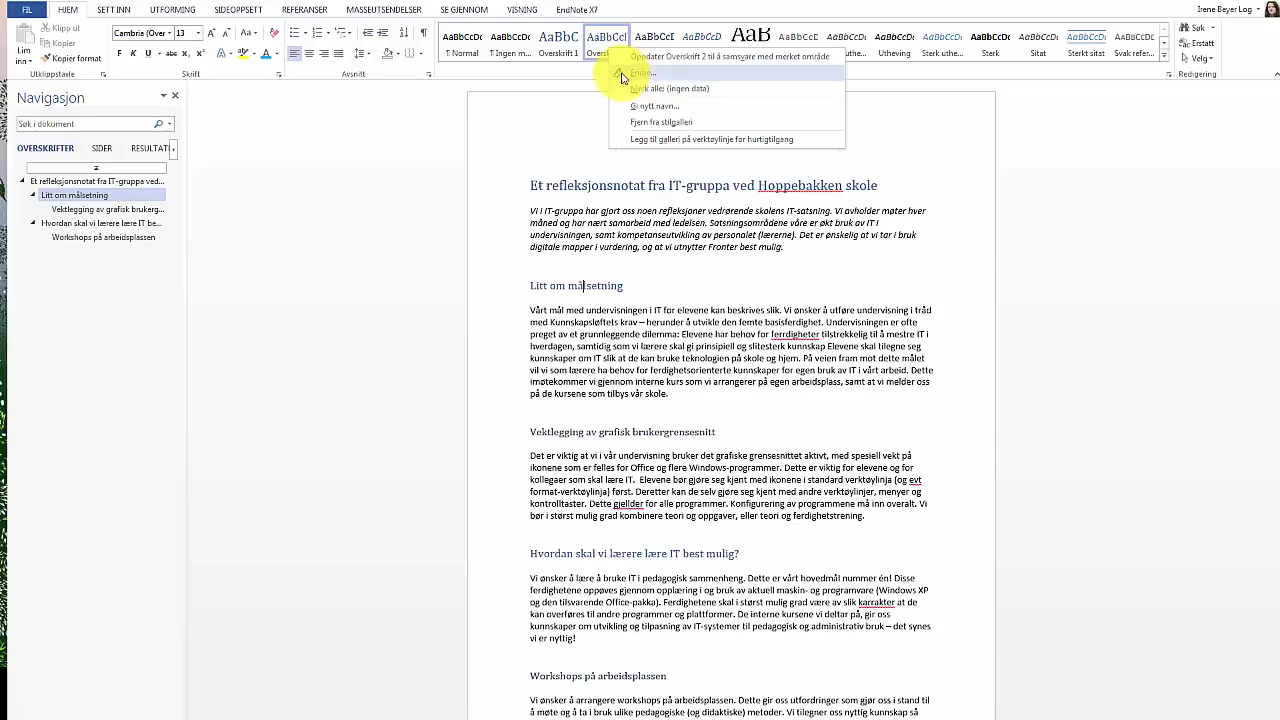 FIL HJEM SETT INN UTFORMING SIDEOPPSETT REFERANSER MASSEUTSENDELSER SE GJENNOM VISNING EndNote X7
Irene Beyer Log
Lim inn
Klipp ut
Kopier
Kopier format
Utklippstavle
Cambria (Over 13
F K U abc X₂ X²
Skrift
Avsnitt
AaBbCcDc AaBbCcDc AaBbC AaBbCcI AaBbCcI AaBbCcD AaB AaBbCcD AaBbCcDc AaBbCcDc AaBbCcDc AaBbCcDc AaBbCcDc AaBbCcDc
¶ Normal ¶ Ingen m... Overskrift 1 Utheving Sterk uthe... Sterk Sitat Sterkt sitat Svak refer...
Søk
Erstatt
Velg
Redigering
Oppdater Overskrift 2 til å samsvare med merket område
Endre...
Merk alle: (ingen data)
Gi nytt navn...
Fjern fra stilgalleri
Legg til galleri på verktøylinje for hurtigtilgang
Navigasjon
Søk i dokument
OVERSKRIFTER SIDER RESULTATI
Et refleksjonsnotat fra IT-gruppa ved...
Litt om målsetning
Vektlegging av grafisk brukerg...
Hvordan skal vi lærere lære IT be...
Workshops på arbeidsplassen
Et refleksjonsnotat fra IT-gruppa ved Hoppebakken skole
Vi i IT-gruppa har gjort oss noen refleksjoner vedrørende skolens IT-satsning. Vi avholder møter hver
måned og har nært samarbeid med ledelsen. Satsningsområdene våre er økt bruk av IT i
undervisningen, samt kompetanseutvikling av personalet (lærerne). Det er ønskelig at vi tar i bruk
digitale mapper i vurdering, og at vi utnytter Fronter best mulig.
Litt om målsetning
Vårt mål med undervisningen i IT for elevene kan beskrives slik. Vi ønsker å utføre undervisning i tråd
med Kunnskapsløftets krav – herunder å utvikle den femte basisferdighet. Undervisningen er ofte
preget av et grunnleggende dilemma: Elevene har behov for ferrdigheter tilstrekkelig til å mestre IT i
hverdagen, samtidig som vi lærere skal gi prinsipiell og slitesterk kunnskap Elevene skal tilegne seg
kunnskaper om IT slik at de kan bruke teknologien på skole og hjem. På veien fram mot dette målet
vil vi som lærere ha behov for ferdighetsorienterte kunnskaper for egen bruk av IT i vårt arbeid. Dette
imøtekommer vi gjennom interne kurs som vi arrangerer på egen arbeidsplass, samt at vi melder oss
på de kursene som tilbys vår skole.
Vektlegging av grafisk brukergrensesnitt
Det er viktig at vi i vår undervisning bruker det grafiske grensesnittet aktivt, med spesiell vekt på
ikonene som er felles for Office og flere Windows-programmer. Dette er viktig for elevene og for
kollegaer som skal lære IT. Elevene bør gjøre seg kjent med ikonene i standard verktøylinja (og evt
format-verktøylinja) først. Deretter kan de selv gjøre seg kjent med andre verktøylinjer, menyer og
kontrolltaster. Dette gjellder for alle programmer. Konfigurering av programmene må inn overalt. Vi
bør i størst mulig grad kombinere teori og oppgaver, eller teori og ferdighetstrening.
Hvordan skal vi lærere lære IT best mulig?
Vi ønsker å lære å bruke IT i pedagogisk sammenheng. Dette er vårt hovedmål nummer én! Disse
ferdighetene oppøves gjennom opplæring i og bruk av aktuell maskin- og programvare (Windows XP
og den tilsvarende Office-pakka). Ferdighetene skal i størst mulig grad være av slik karrakter at de
kan overføres til andre programmer og plattformer. De interne kursene vi deltar på, gir oss
kunnskaper om utvikling og tilpasning av IT-systemer til pedagogisk og administrativ bruk – det synes
vi er nyttig!
Workshops på arbeidsplassen
Vi ønsker å arrangere workshops på arbeidsplassen. Dette gir oss utfordringer som gjør oss i stand til
å møte og å ta i bruk ulike pedagogiske (og didaktiske) metoder. Vi tilegner oss nyttig kunnskap så